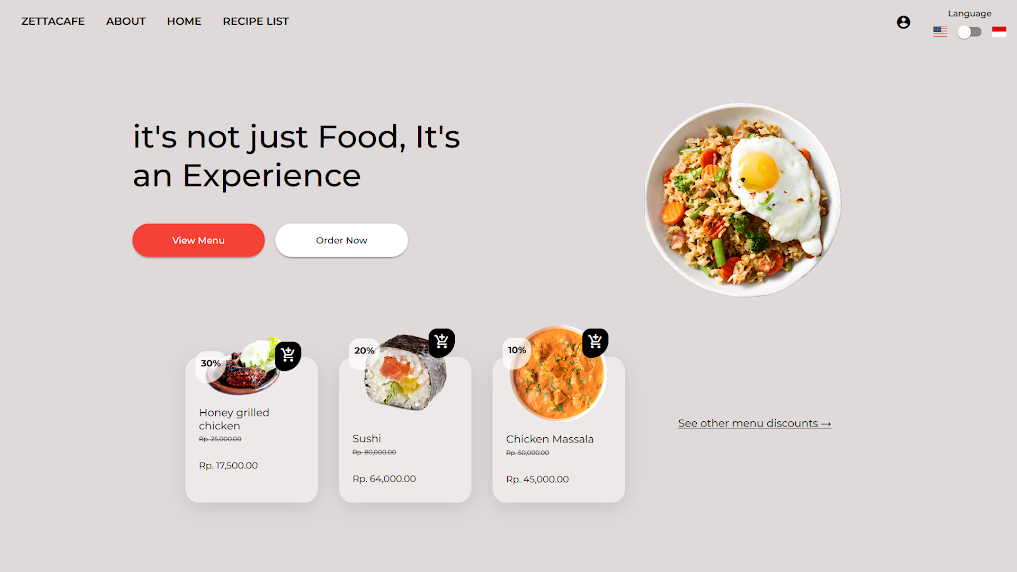 ZETTACAFE ABOUT HOME RECIPE LIST
Language
it's not just Food, It's
an Experience
View Menu
Order Now
30%
Honey grilled
chicken
Rp. 25,000.00
Rp. 17,500.00
20%
Sushi
Rp. 80,000.00
Rp. 64,000.00
10%
Chicken Massala
Rp. 50,000.00
Rp. 45,000.00
See other menu discounts →